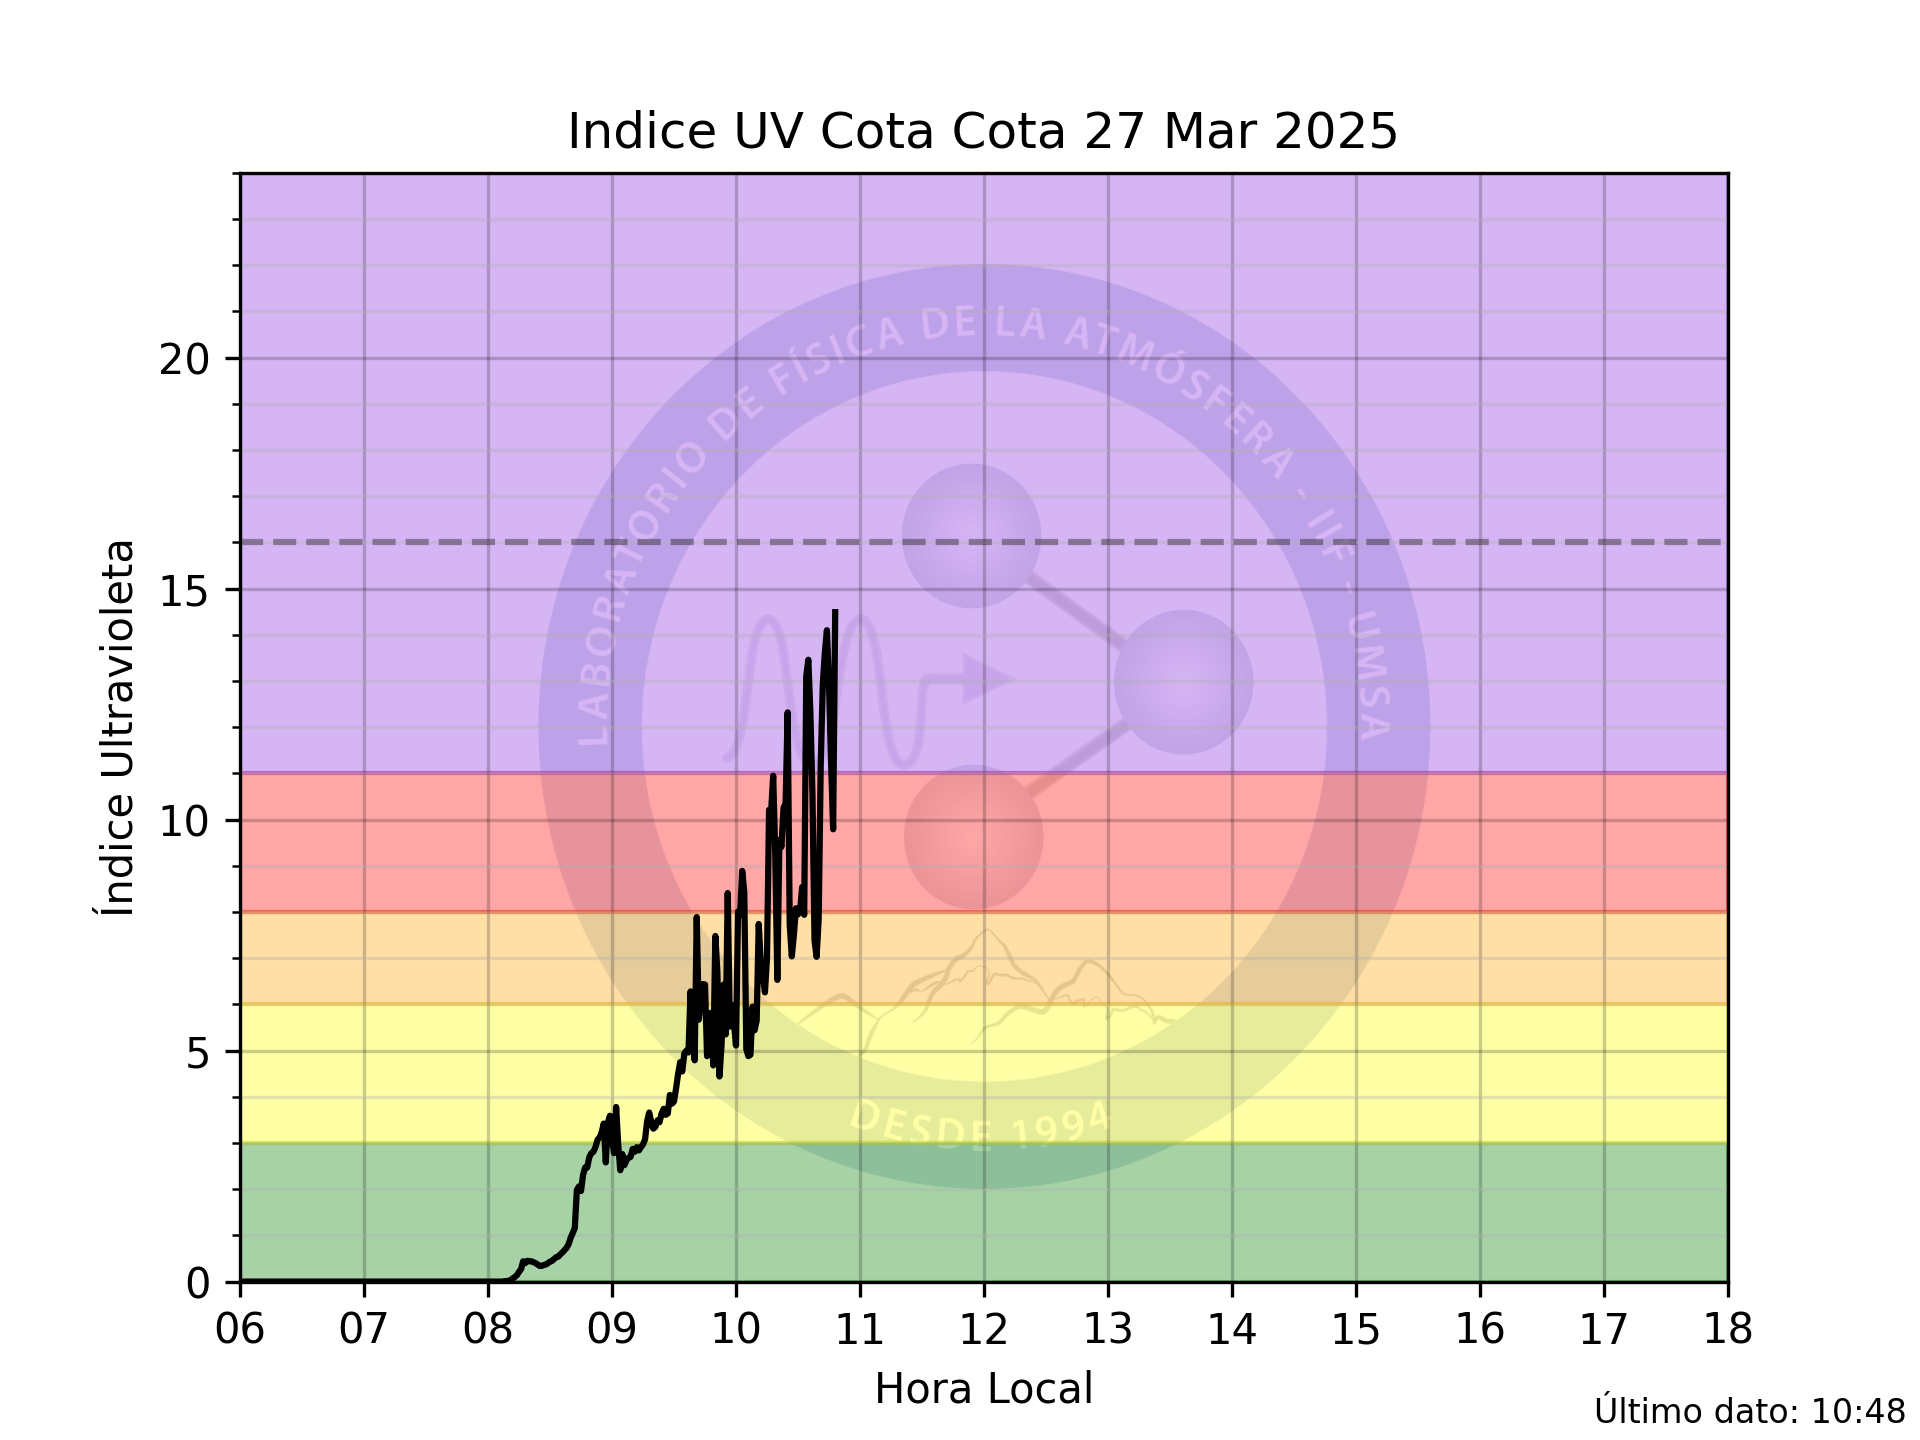 Indice UV Cota Cota 27 Mar 2025
LABORATORIO DE FÍSICA DE LA ATMÓSFERA - IIF - UMSA
20
15
10
5
0
Índice Ultravioleta
DESDE 1994
06 07 08 09 10 11 12 13 14 15 16 17 18
Hora Local
Último dato: 10:48